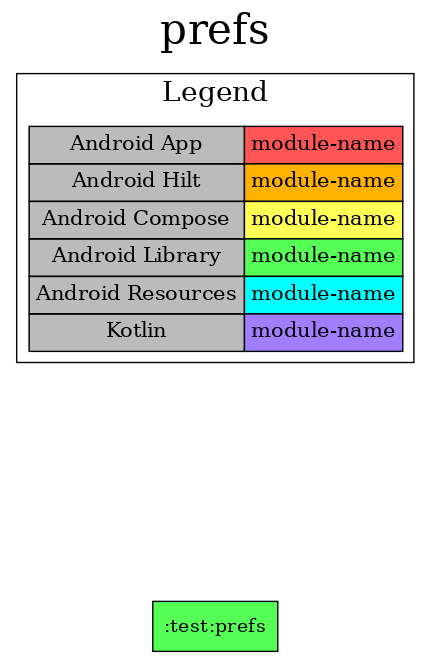 prefs
Legend
Android App module-name
Android Hilt module-name
Android Compose module-name
Android Library module-name
Android Resources module-name
Kotlin module-name
:test:prefs